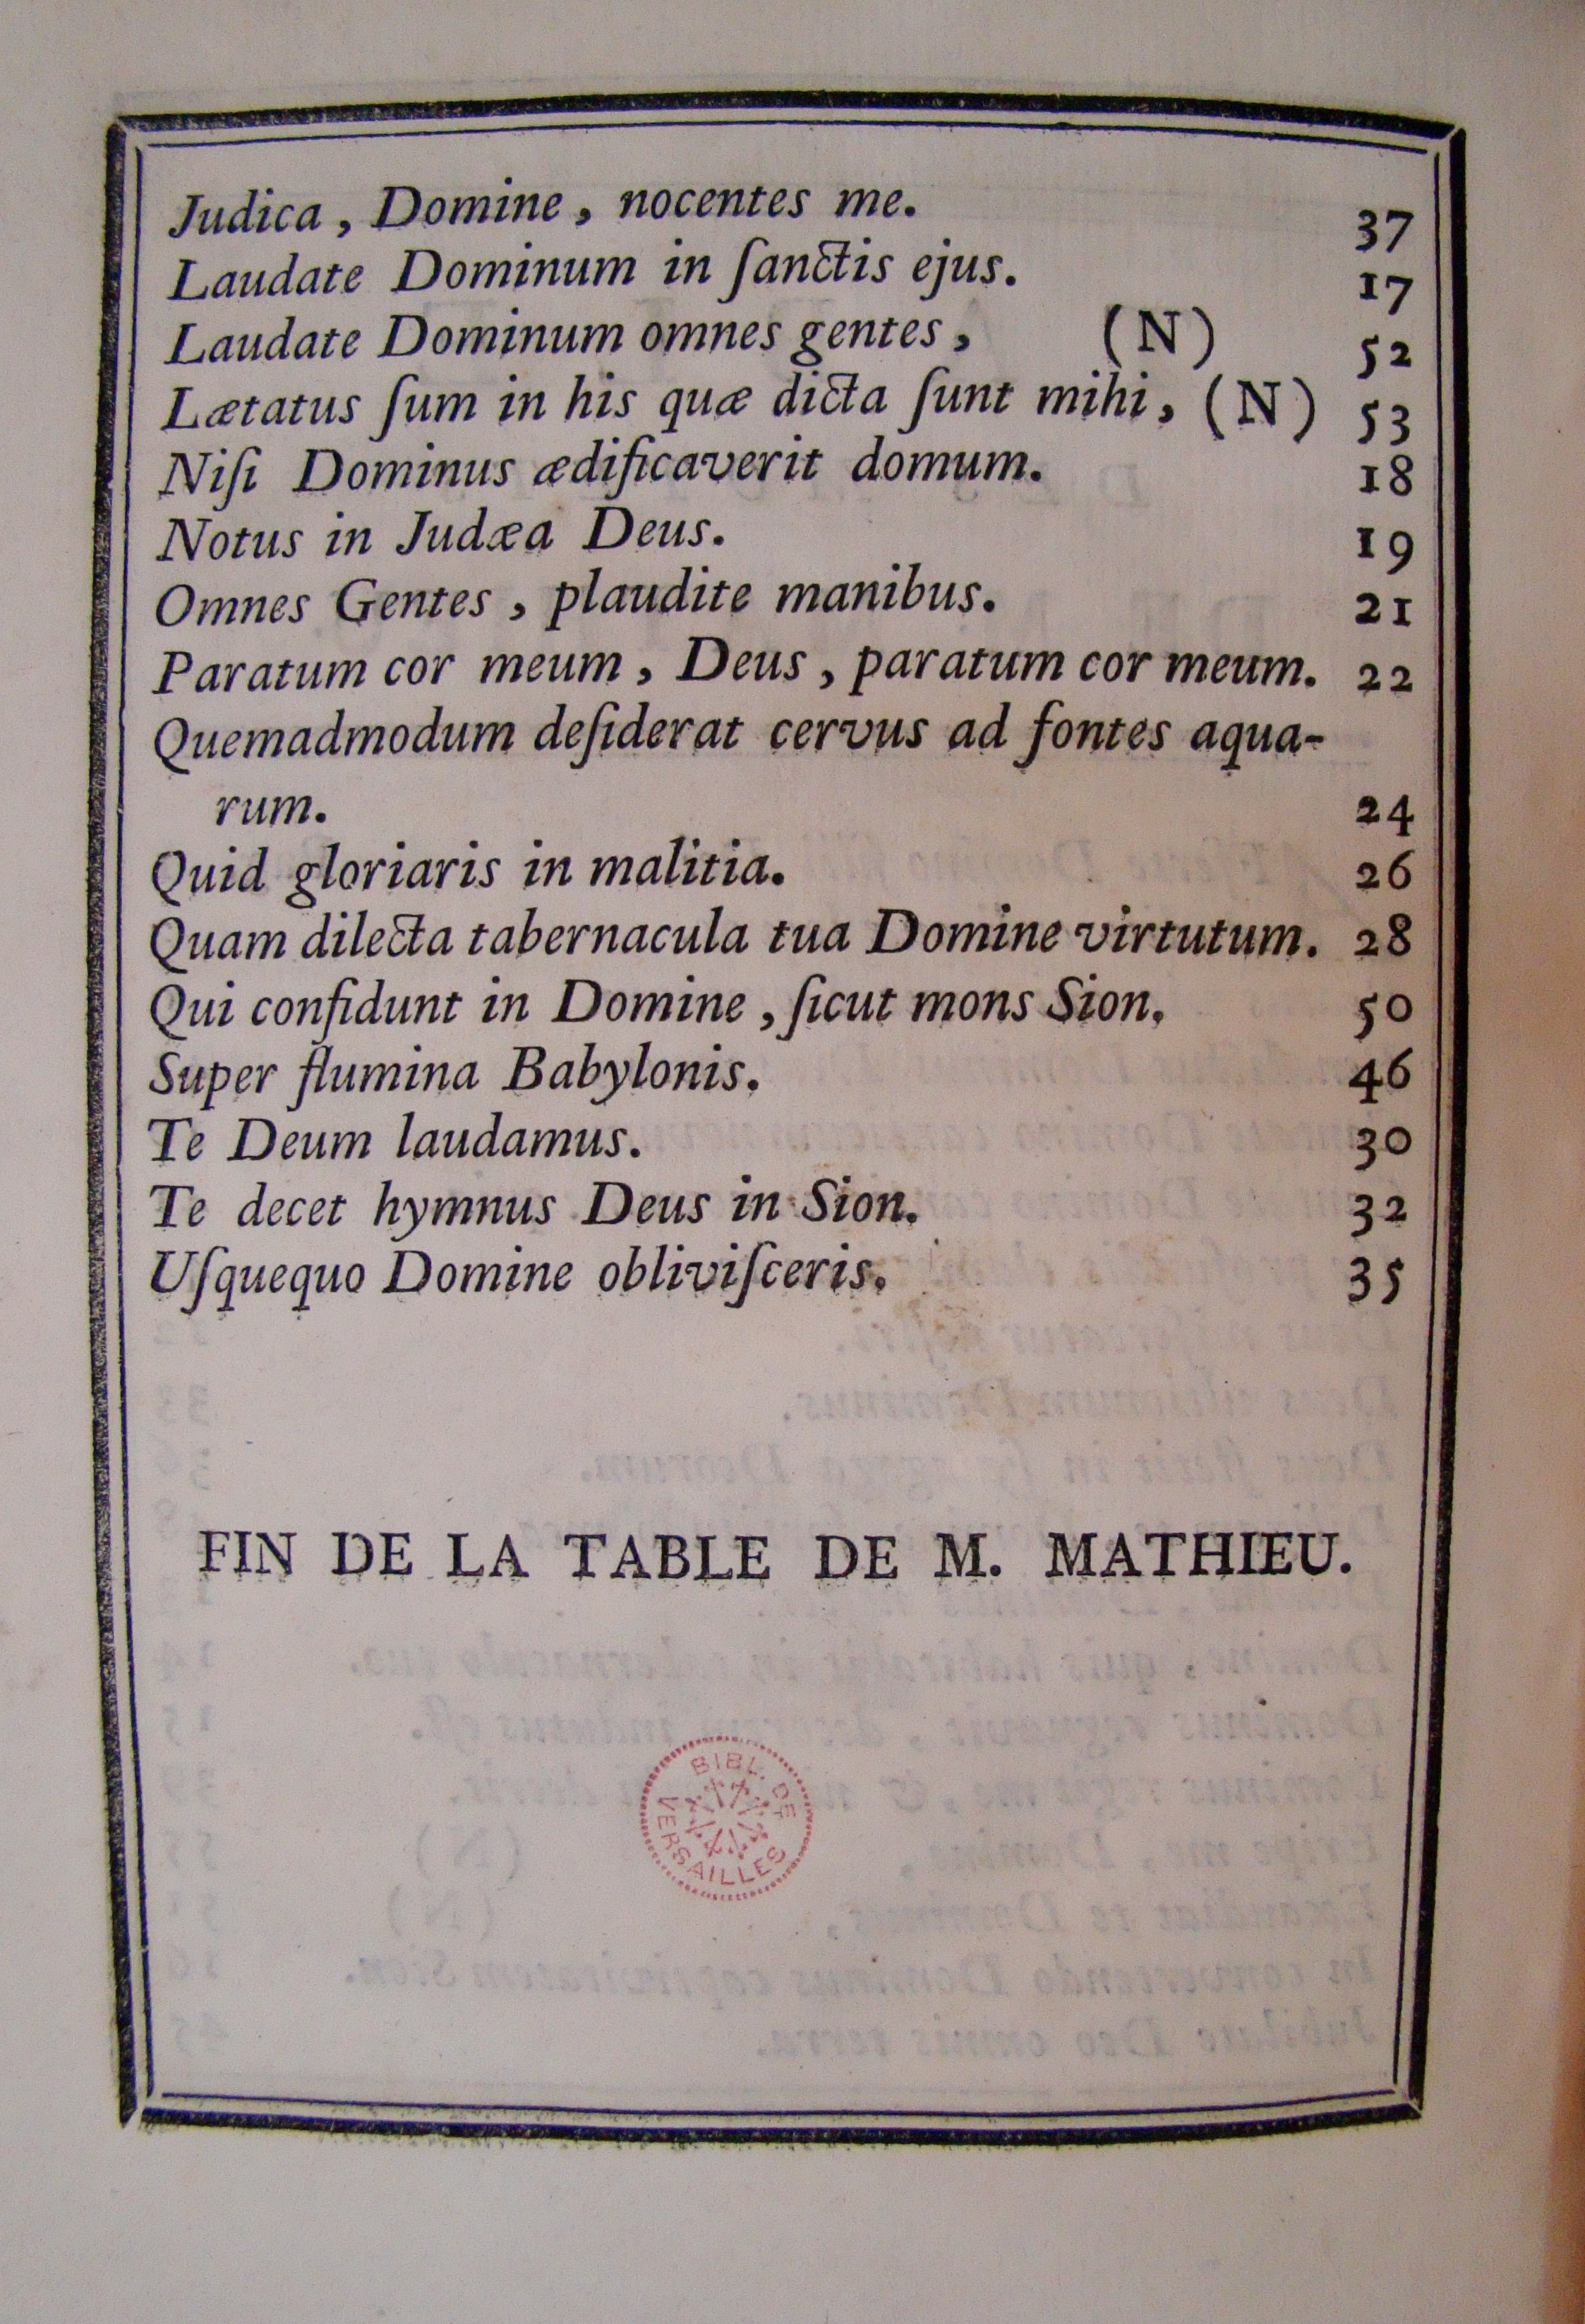 Judica, Domine, nocentes me. 37
Laudate Dominum in ſanctis ejus. 17
Laudate Dominum omnes gentes, (N) 52
Lætatus ſum in his quæ dicta ſunt mihi, (N) 53
Niſi Dominus ædificaverit domum. 18
Notus in Judæa Deus. 19
Omnes Gentes, plaudite manibus. 21
Paratum cor meum, Deus, paratum cor meum. 22
Quemadmodum deſiderat cervus ad fontes aqua-
rum. 24
Quid gloriaris in malitia. 26
Quam dilecta tabernacula tua Domine virtutum. 28
Qui confidunt in Domine, ſicut mons Sion. 50
Super flumina Babylonis. 46
Te Deum laudamus. 30
Te decet hymnus Deus in Sion. 32
Uſquequo Domine obliviſceris. 35
FIN DE LA TABLE DE M. MATHIEU.
BIBL. DE
VERSAILLES